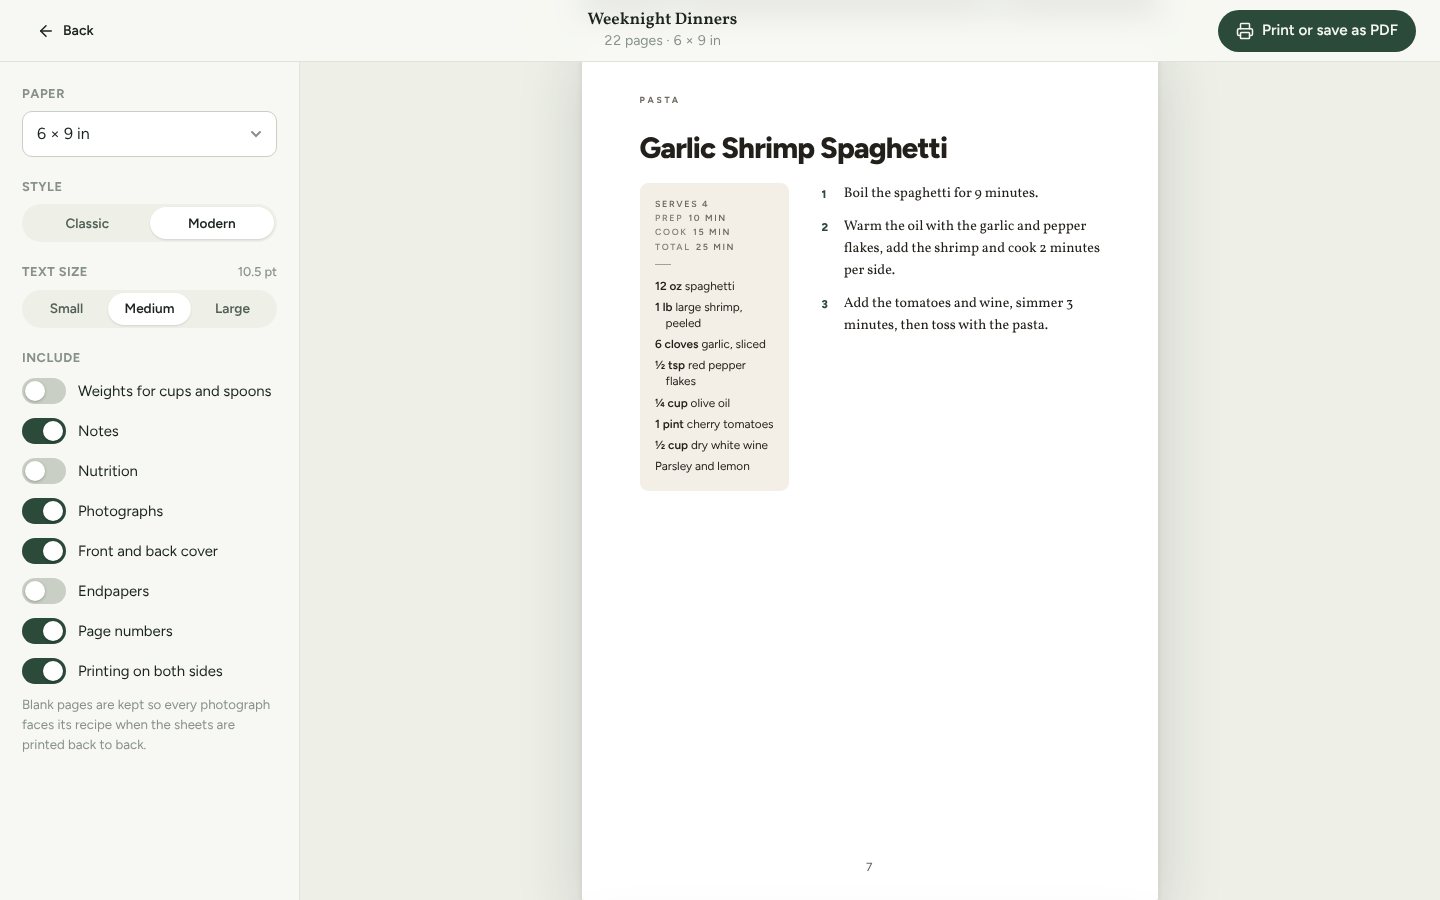 Back
Weeknight Dinners
22 pages · 6 × 9 in
Print or save as PDF
PAPER
6 × 9 in
STYLE
Classic
Modern
TEXT SIZE
10.5 pt
Small
Medium
Large
INCLUDE
Weights for cups and spoons
Notes
Nutrition
Photographs
Front and back cover
Endpapers
Page numbers
Printing on both sides
Blank pages are kept so every photograph
faces its recipe when the sheets are
printed back to back.
PASTA
Garlic Shrimp Spaghetti
SERVES 4
PREP 10 MIN
COOK 15 MIN
TOTAL 25 MIN
12 oz spaghetti
1 lb large shrimp,
peeled
6 cloves garlic, sliced
½ tsp red pepper
flakes
¼ cup olive oil
1 pint cherry tomatoes
½ cup dry white wine
Parsley and lemon
1 Boil the spaghetti for 9 minutes.
2 Warm the oil with the garlic and pepper
flakes, add the shrimp and cook 2 minutes
per side.
3 Add the tomatoes and wine, simmer 3
minutes, then toss with the pasta.
7